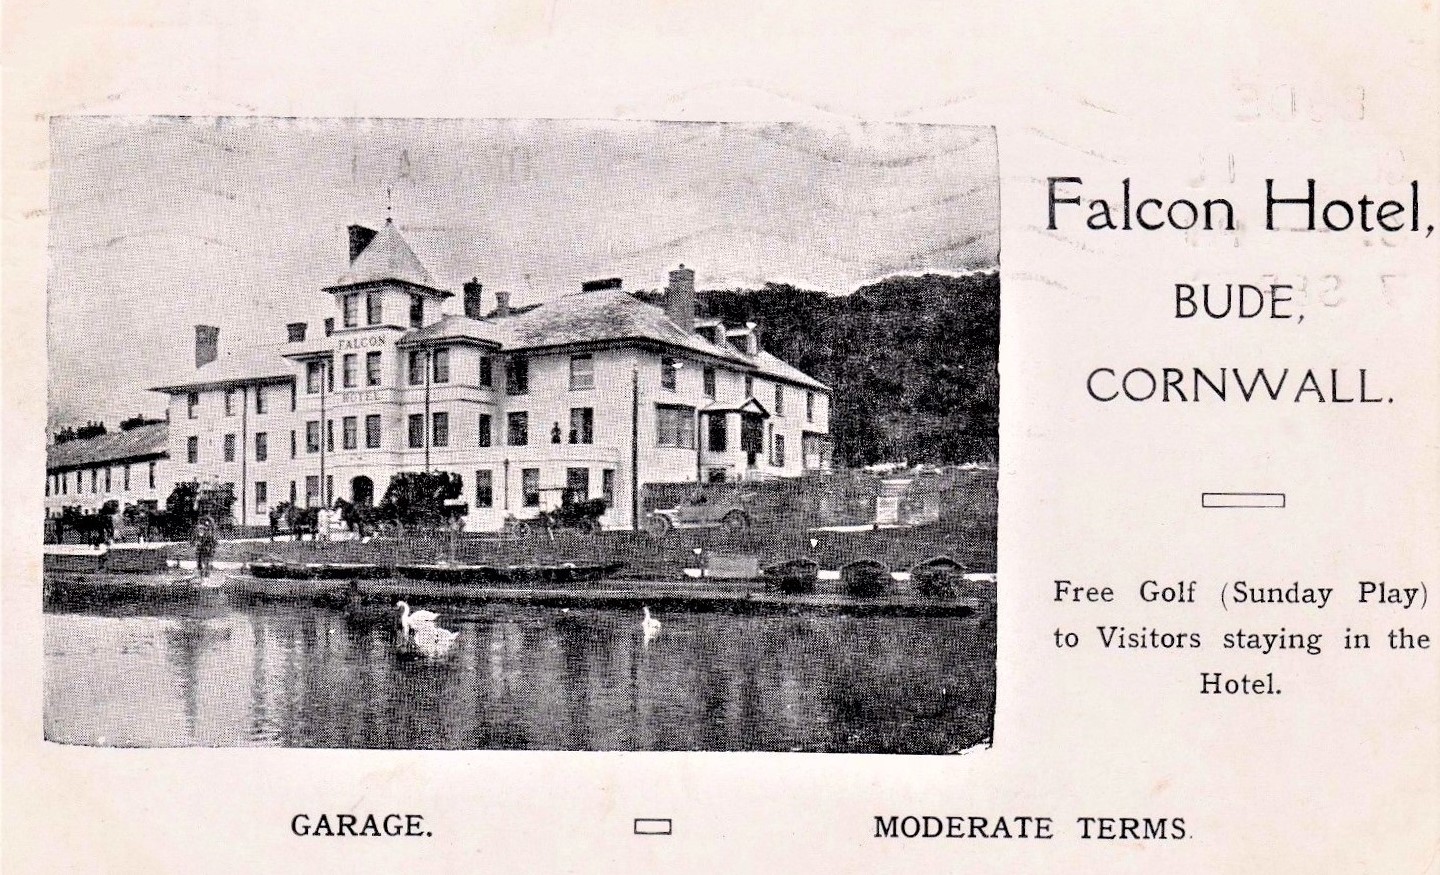 FALCON
HOTEL
Falcon Hotel,
BUDE,
CORNWALL.
Free Golf (Sunday Play)
to Visitors staying in the
Hotel.
GARAGE.
MODERATE TERMS.